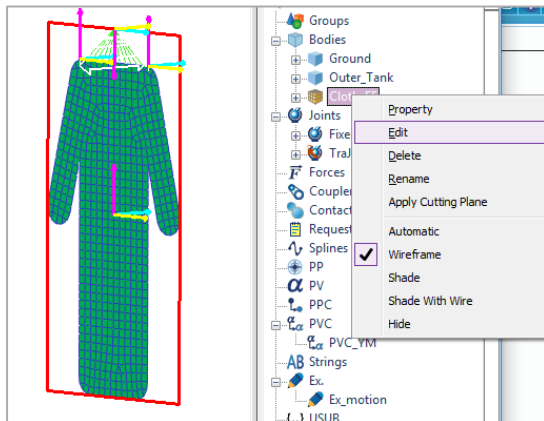 Groups
Bodies
Ground
Outer_Tank
Property
Joints
Edit
Delete
Forces
Rename
Apply Cutting Plane
Automatic
Splines
Wireframe
PP
PV
Shade
PPC
Shade With Wire
PVC
Hide
PVC_YM
AB Strings
Ex.
Ex_motion